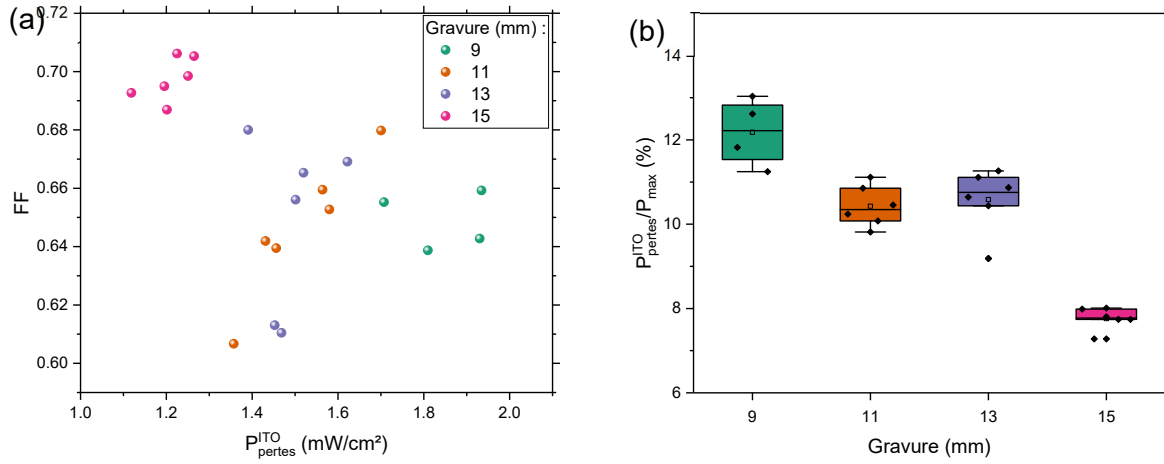 (a)
0.72
0.70
0.68
0.66
0.64
0.62
0.60
FF
1.0 1.2 1.4 1.6 1.8 2.0
P^ITO_pertes (mW/cm²)
Gravure (mm) :
9
11
13
15
(b)
14
12
10
8
6
P^ITO_pertes/P_max (%)
9 11 13 15
Gravure (mm)